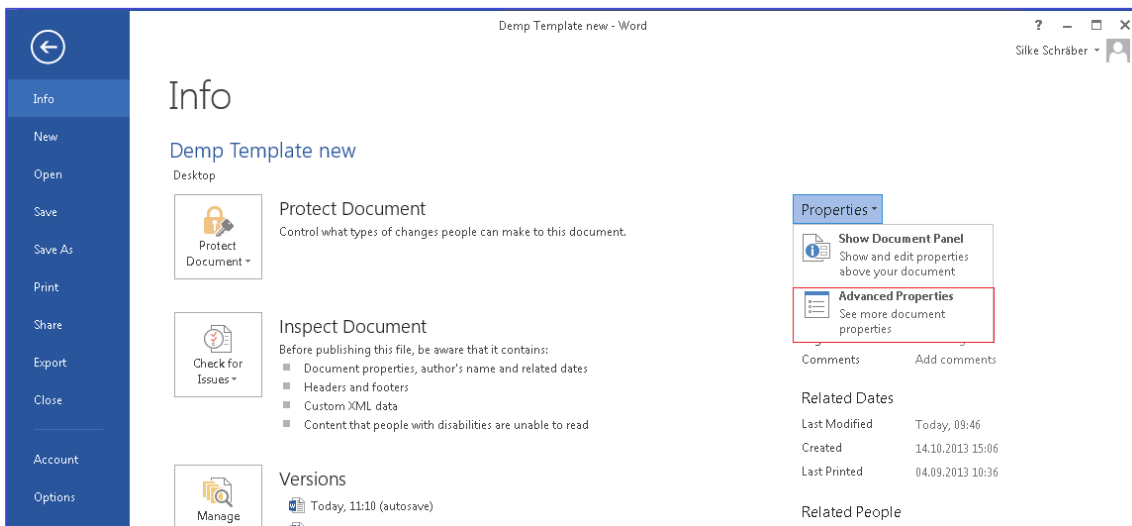 Demp Template new - Word
? – □ ×
Silke Schräber
Info
New
Open
Save
Save As
Print
Share
Export
Close
Account
Options
Info
Demp Template new
Desktop
Protect Document
Protect Document
Control what types of changes people can make to this document.
Check for Issues
Inspect Document
Before publishing this file, be aware that it contains:
Document properties, author's name and related dates
Headers and footers
Custom XML data
Content that people with disabilities are unable to read
Manage
Versions
Today, 11:10 (autosave)
Properties
Show Document Panel
Show and edit properties
above your document
Advanced Properties
See more document
properties
Comments Add comments
Related Dates
Last Modified Today, 09:46
Created 14.10.2013 15:06
Last Printed 04.09.2013 10:36
Related People